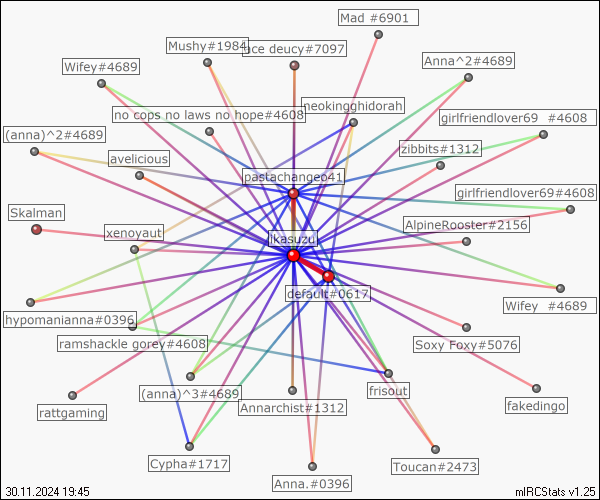 Mad #6901
Mushy#1984
ace deucy#7097
Wifey#4689
Anna^2#4689
no cops no laws no hope#4608
neokingghidorah
girlfriendlover69  #4608
(anna)^2#4689
avelicious
zibbits#1312
pastachangeo41
girlfriendlover69#4608
Skalman
xenoyaut
AlpineRooster#2156
ikasuzu
default#0617
Wifey  #4689
hypomanianna#0396
ramshackle gorey#4608
Soxy Foxy#5076
(anna)^3#4689
frisout
rattgaming
Annarchist#1312
fakedingo
Cypha#1717
Toucan#2473
Anna.#0396
30.11.2024 19:45
mIRCStats v1.25